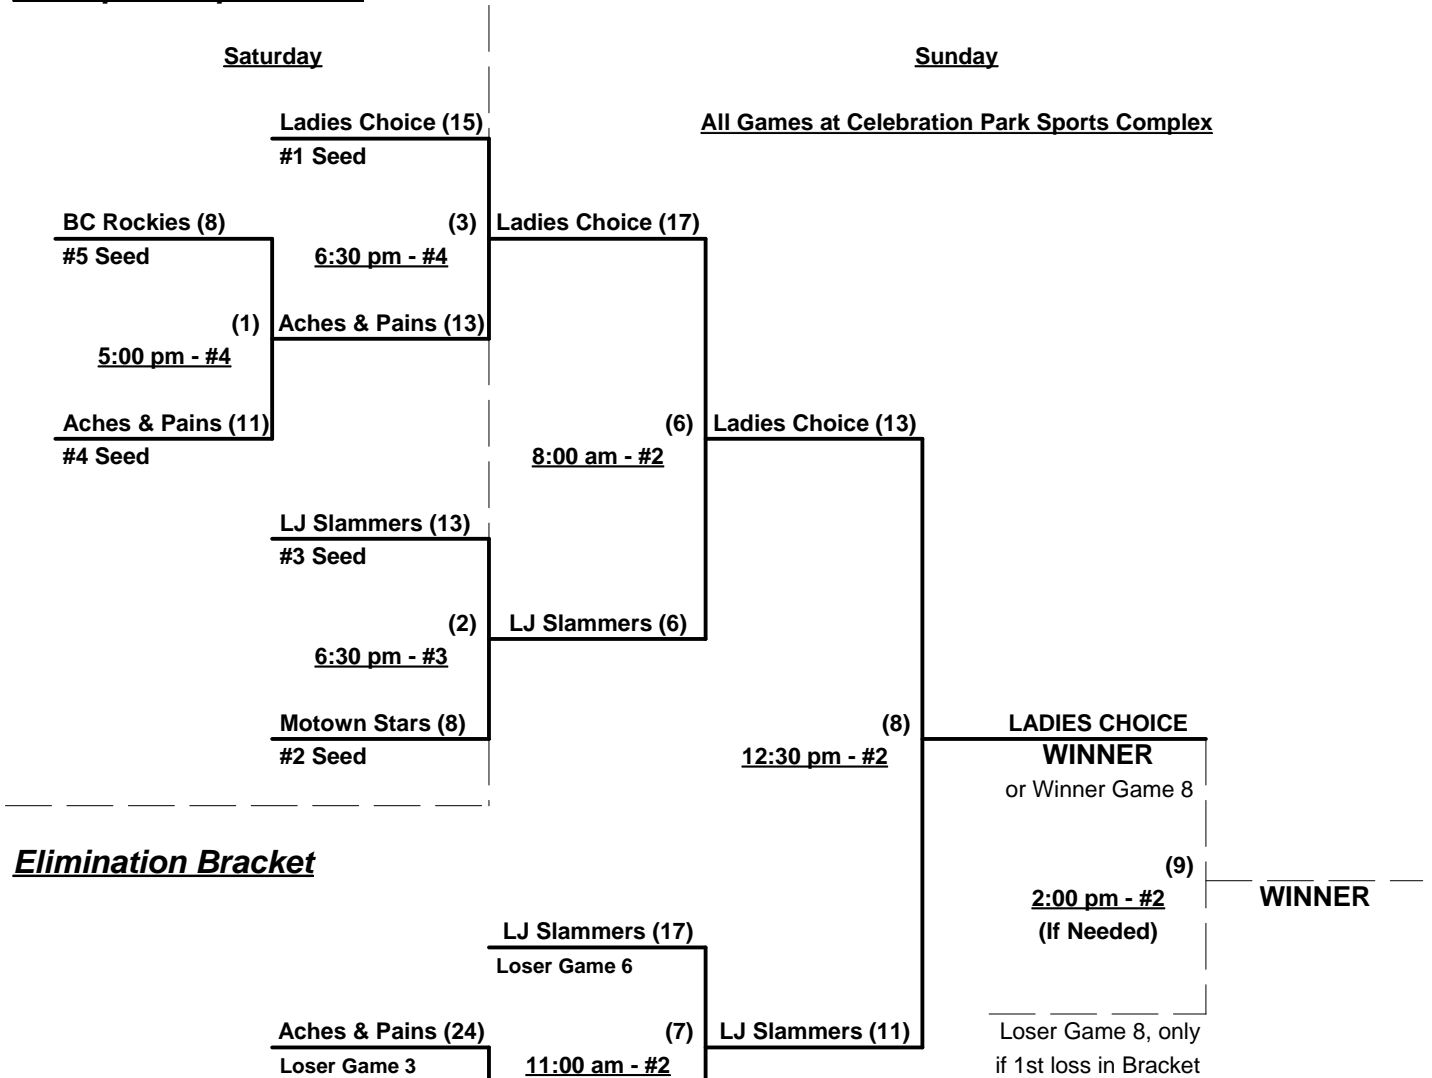 Saturday
Sunday
Ladies Choice (15)
All Games at Celebration Park Sports Complex
#1 Seed
BC Rockies (8)
(3)
Ladies Choice (17)
#5 Seed
6:30 pm - #4
(1)
Aches & Pains (13)
5:00 pm - #4
Aches & Pains (11)
(6)
Ladies Choice (13)
#4 Seed
8:00 am - #2
LJ Slammers (13)
#3 Seed
(2)
LJ Slammers (6)
6:30 pm - #3
Motown Stars (8)
(8)
LADIES CHOICE
#2 Seed
12:30 pm - #2
WINNER
or Winner Game 8
Elimination Bracket
(9)
2:00 pm - #2
WINNER
(If Needed)
LJ Slammers (17)
Loser Game 6
Aches & Pains (24)
(7)
LJ Slammers (11)
Loser Game 8, only
Loser Game 3
11:00 am - #2
if 1st loss in Bracket